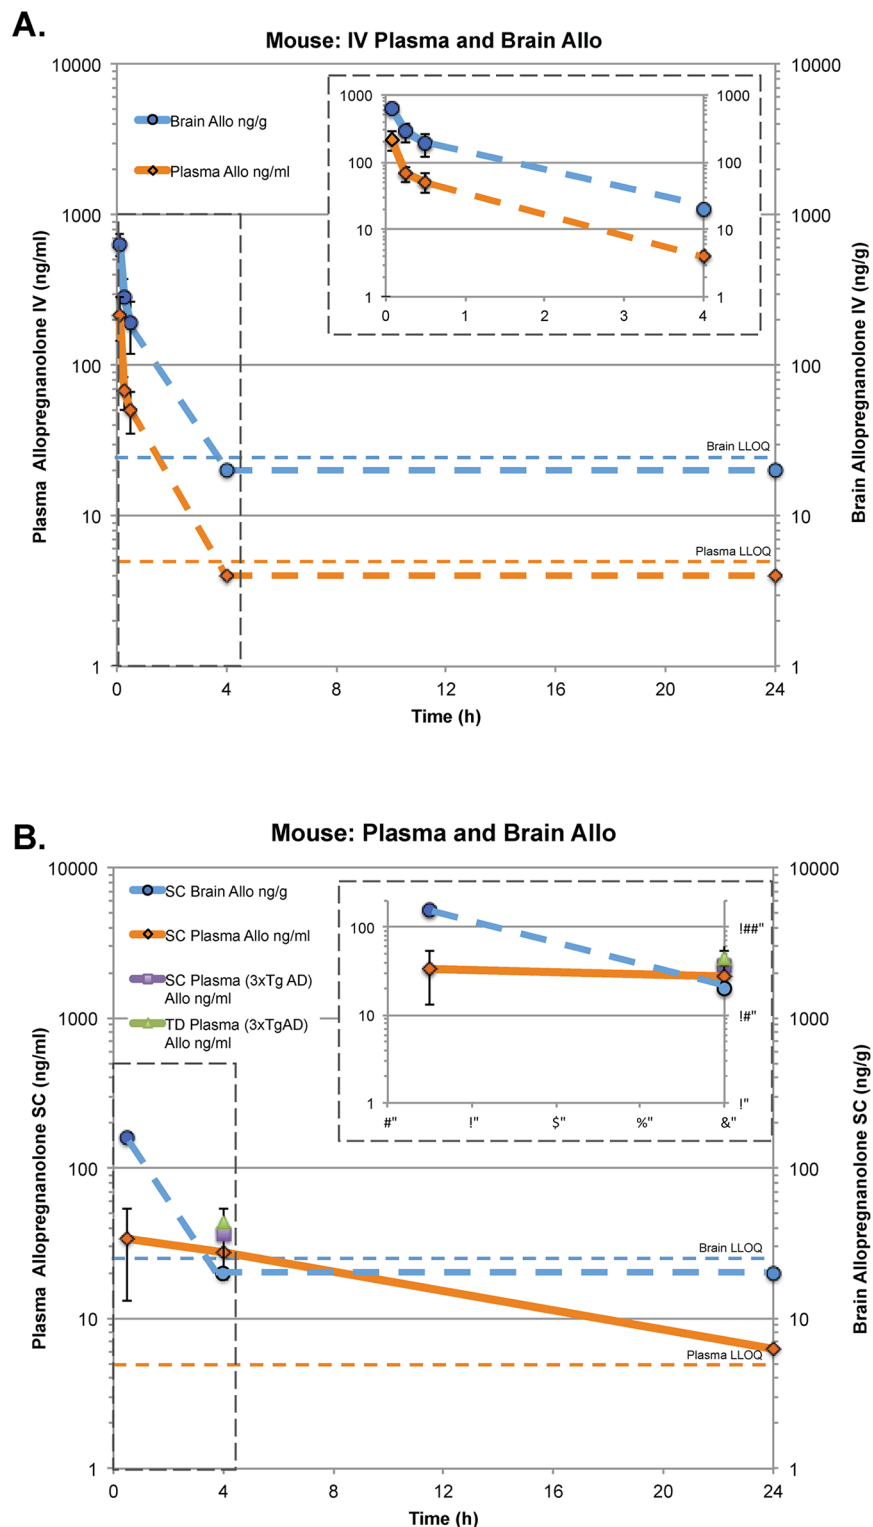 A.
Mouse: IV Plasma and Brain Allo
10000
10000
Brain Allo ng/g
Plasma Allo ng/ml
1000
1000
100
100
10
10
1
1
0 1 2 3 4
1000
1000
100
100
Brain LLOQ
10
10
Plasma LLOQ
1
1
0 4 8 12 16 20 24
Time (h)
Plasma Allopregnanolone IV (ng/ml)
Brain Allopregnanolone IV (ng/g)
B.
Mouse: Plasma and Brain Allo
10000
10000
SC Brain Allo ng/g
SC Plasma Allo ng/ml
SC Plasma (3xTg AD)
Allo ng/ml
TD Plasma (3xTgAD)
Allo ng/ml
100
!##"
10
!#"
1
!"
#" !" $" %" &"
1000
1000
100
100
Brain LLOQ
10
10
Plasma LLOQ
1
1
0 4 8 12 16 20 24
Time (h)
Plasma Allopregnanolone SC (ng/ml)
Brain Allopregnanolone SC (ng/g)